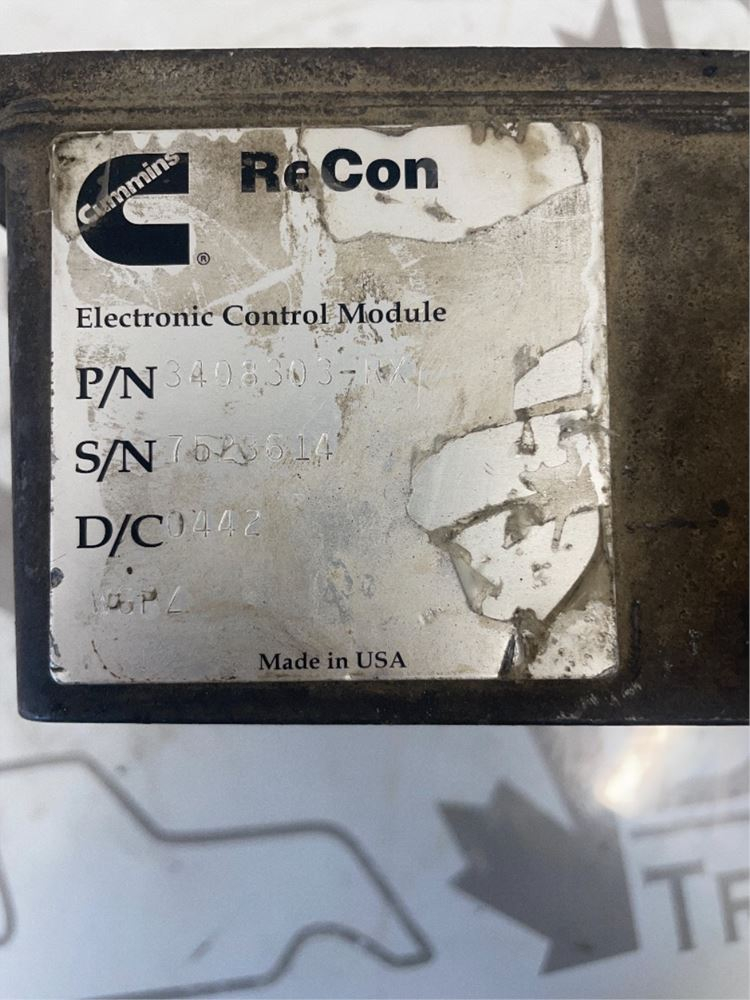 Cummins
ReCon
®
Electronic Control Module
P/N 3408303-RX
S/N
D/C 0442
Made in USA